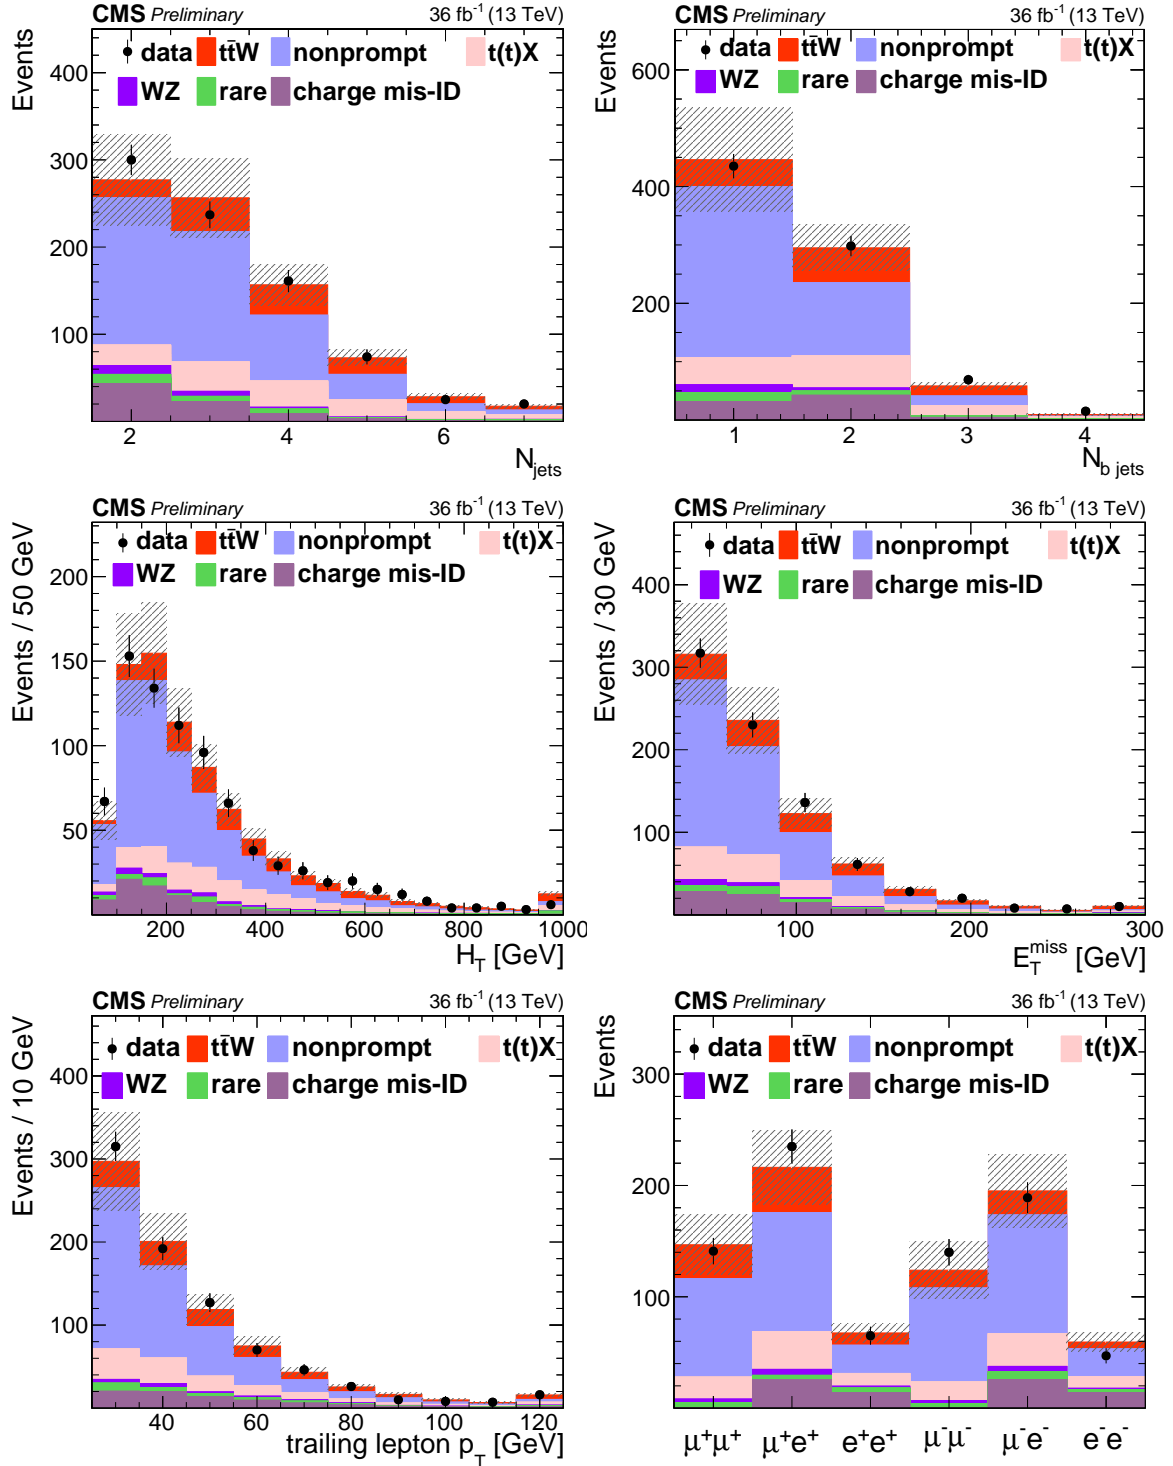 CMS Preliminary 36 fb-1 (13 TeV)
Events
data tt̄W nonprompt t(t)X
WZ rare charge mis-ID
400
300
200
100
2 4 6
Njets
CMS Preliminary 36 fb-1 (13 TeV)
Events
data tt̄W nonprompt t(t)X
WZ rare charge mis-ID
600
400
200
1 2 3 4
Nb jets
CMS Preliminary 36 fb-1 (13 TeV)
Events / 50 GeV
data tt̄W nonprompt t(t)X
WZ rare charge mis-ID
200
150
100
50
200 400 600 800 1000
HT [GeV]
CMS Preliminary 36 fb-1 (13 TeV)
Events / 30 GeV
data tt̄W nonprompt t(t)X
WZ rare charge mis-ID
400
300
200
100
100 200 300
ETmiss [GeV]
CMS Preliminary 36 fb-1 (13 TeV)
Events / 10 GeV
data tt̄W nonprompt t(t)X
WZ rare charge mis-ID
400
300
200
100
40 60 80 100 120
trailing lepton pT [GeV]
CMS Preliminary 36 fb-1 (13 TeV)
Events
data tt̄W nonprompt t(t)X
WZ rare charge mis-ID
300
200
100
μ+μ+ μ+e+ e+e+ μ-μ- μ-e- e-e-